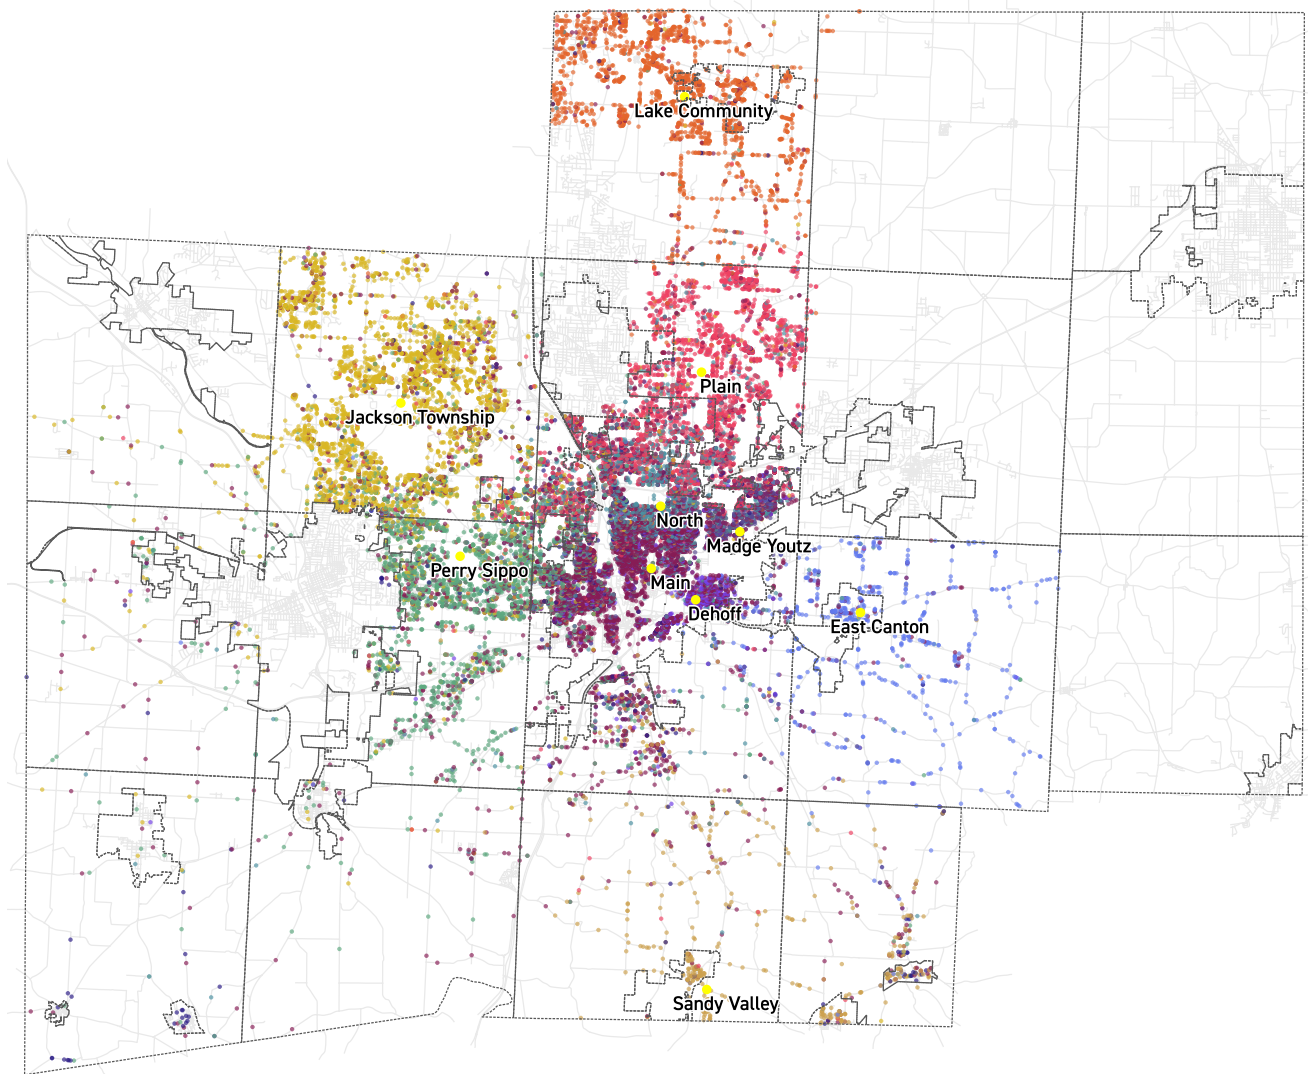 Lake Community
Plain
Jackson Township
North
Madge Youtz
Perry Sippo
Main
Dehoff
East Canton
Sandy Valley